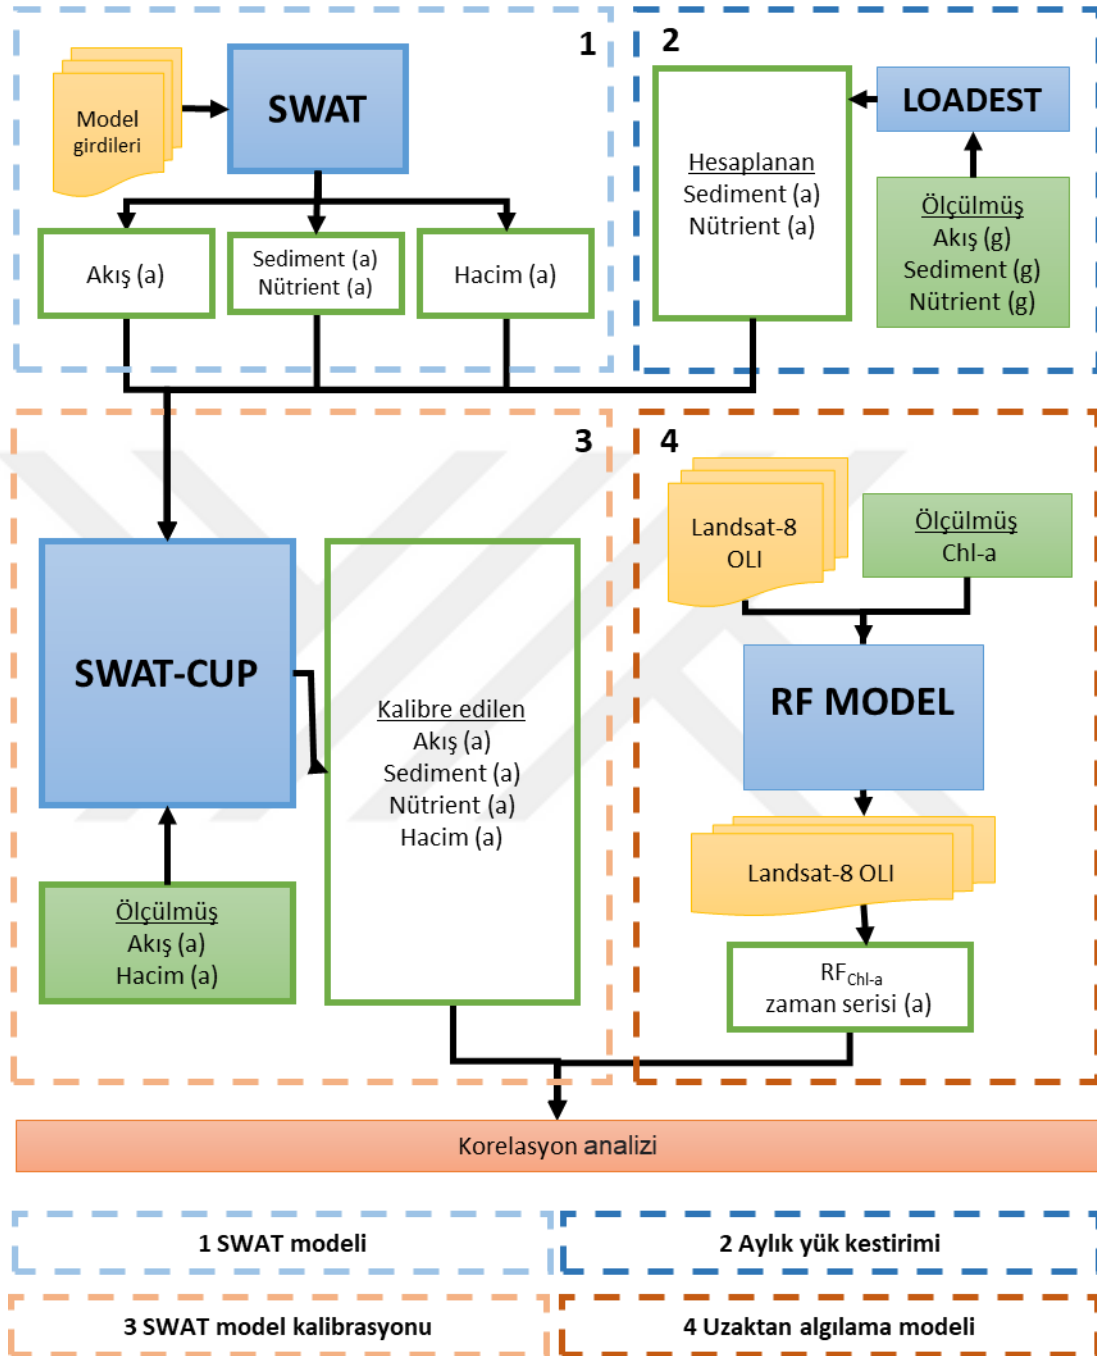 1
Model
girdileri
SWAT
Akış (a)
Sediment (a)
Nütrient (a)
Hacim (a)
2
Hesaplanan
Sediment (a)
Nütrient (a)
LOADEST
Ölçülmüş
Akış (g)
Sediment (g)
Nütrient (g)
3
SWAT-CUP
Kalibre edilen
Akış (a)
Sediment (a)
Nütrient (a)
Hacim (a)
Ölçülmüş
Akış (a)
Hacim (a)
4
Landsat-8
OLI
Ölçülmüş
Chl-a
RF MODEL
Landsat-8 OLI
RFChl-a
zaman serisi (a)
Korelasyon analizi
1 SWAT modeli
2 Aylık yük kestirimi
3 SWAT model kalibrasyonu
4 Uzaktan algılama modeli